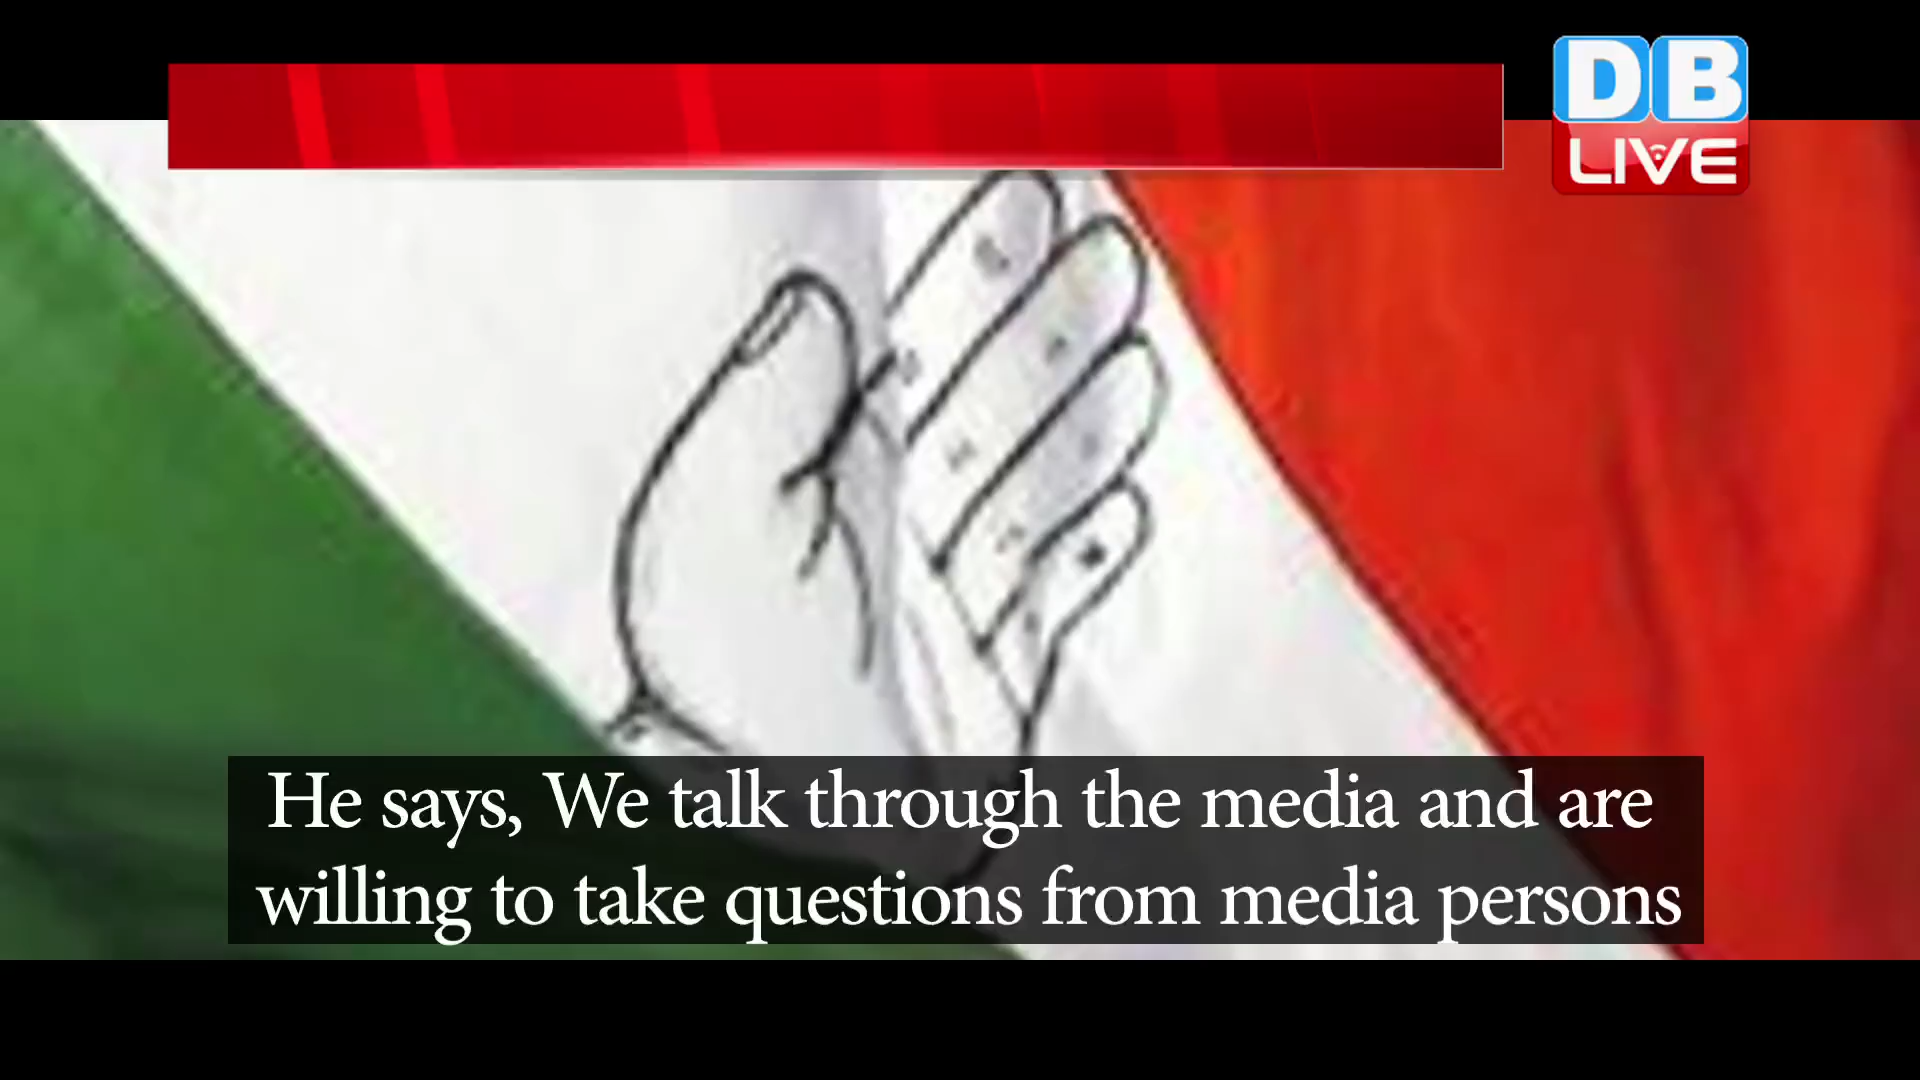 DB
LIVE
He says, We talk through the media and are
willing to take questions from media persons